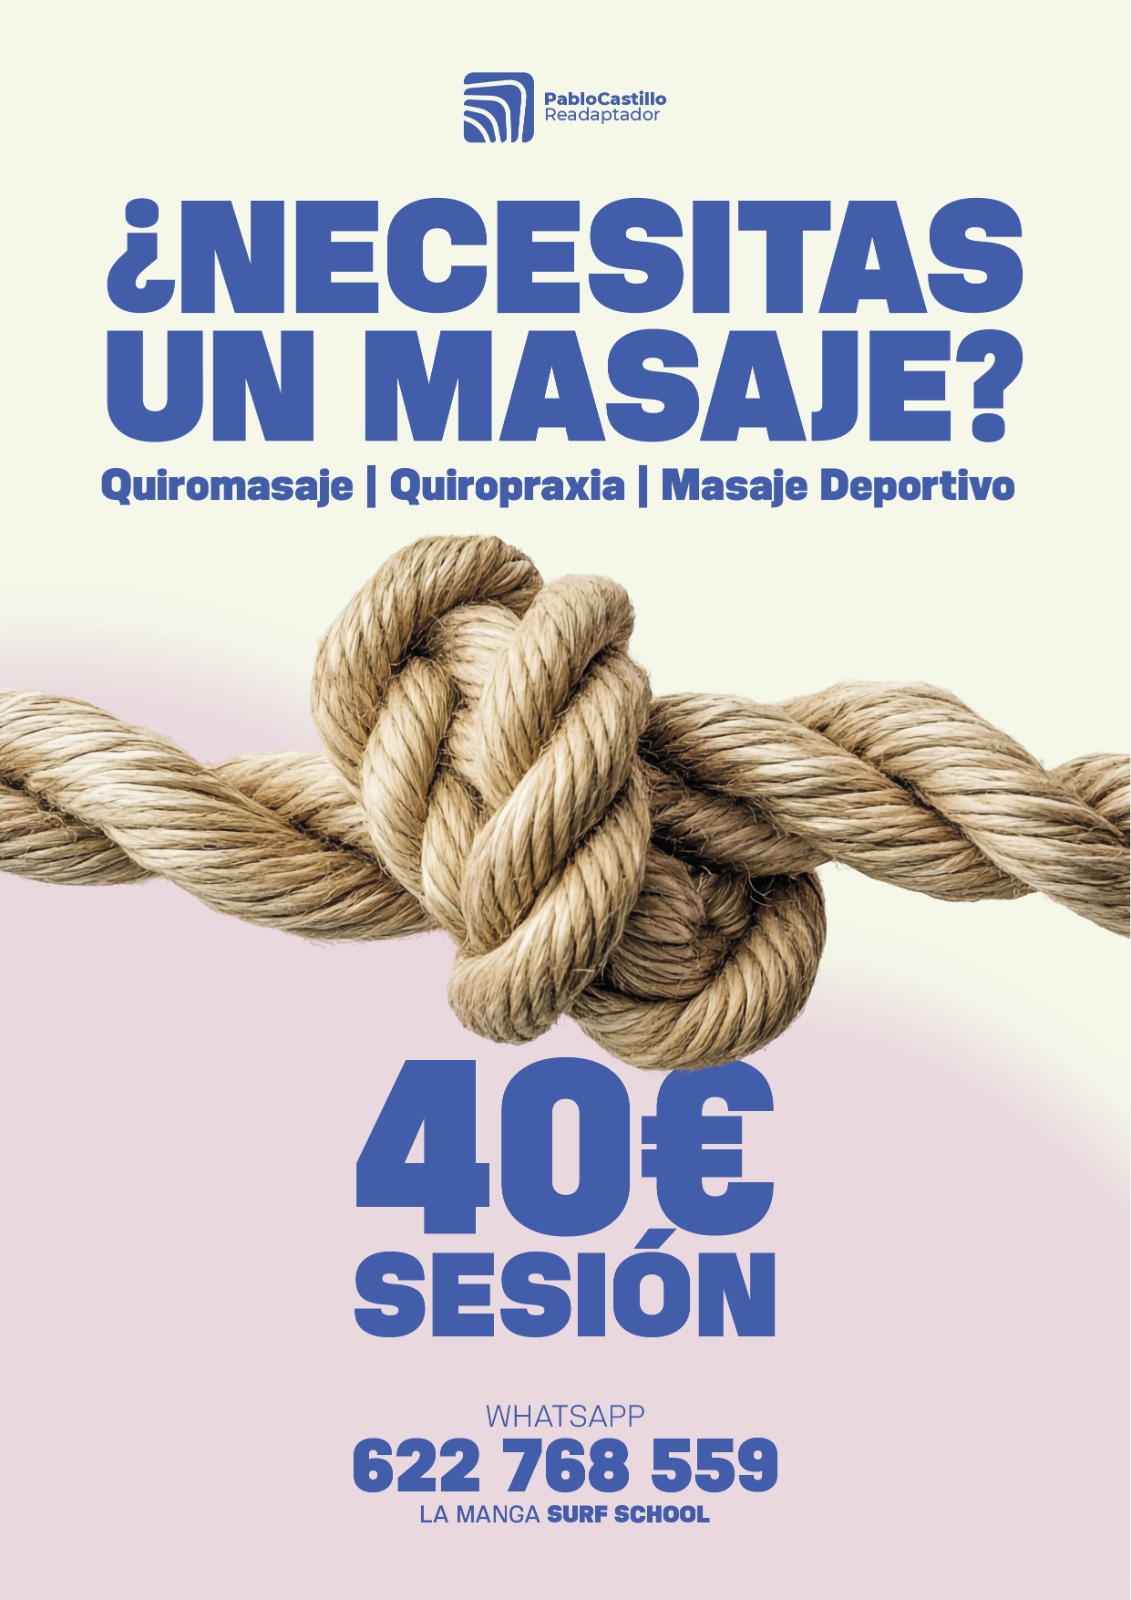 PabloCastillo
Readaptador
¿NECESITAS
UN MASAJE?
Quiromasaje | Quiropraxia | Masaje Deportivo
40€
SESIÓN
WHATSAPP
622 768 559
LA MANGA SURF SCHOOL